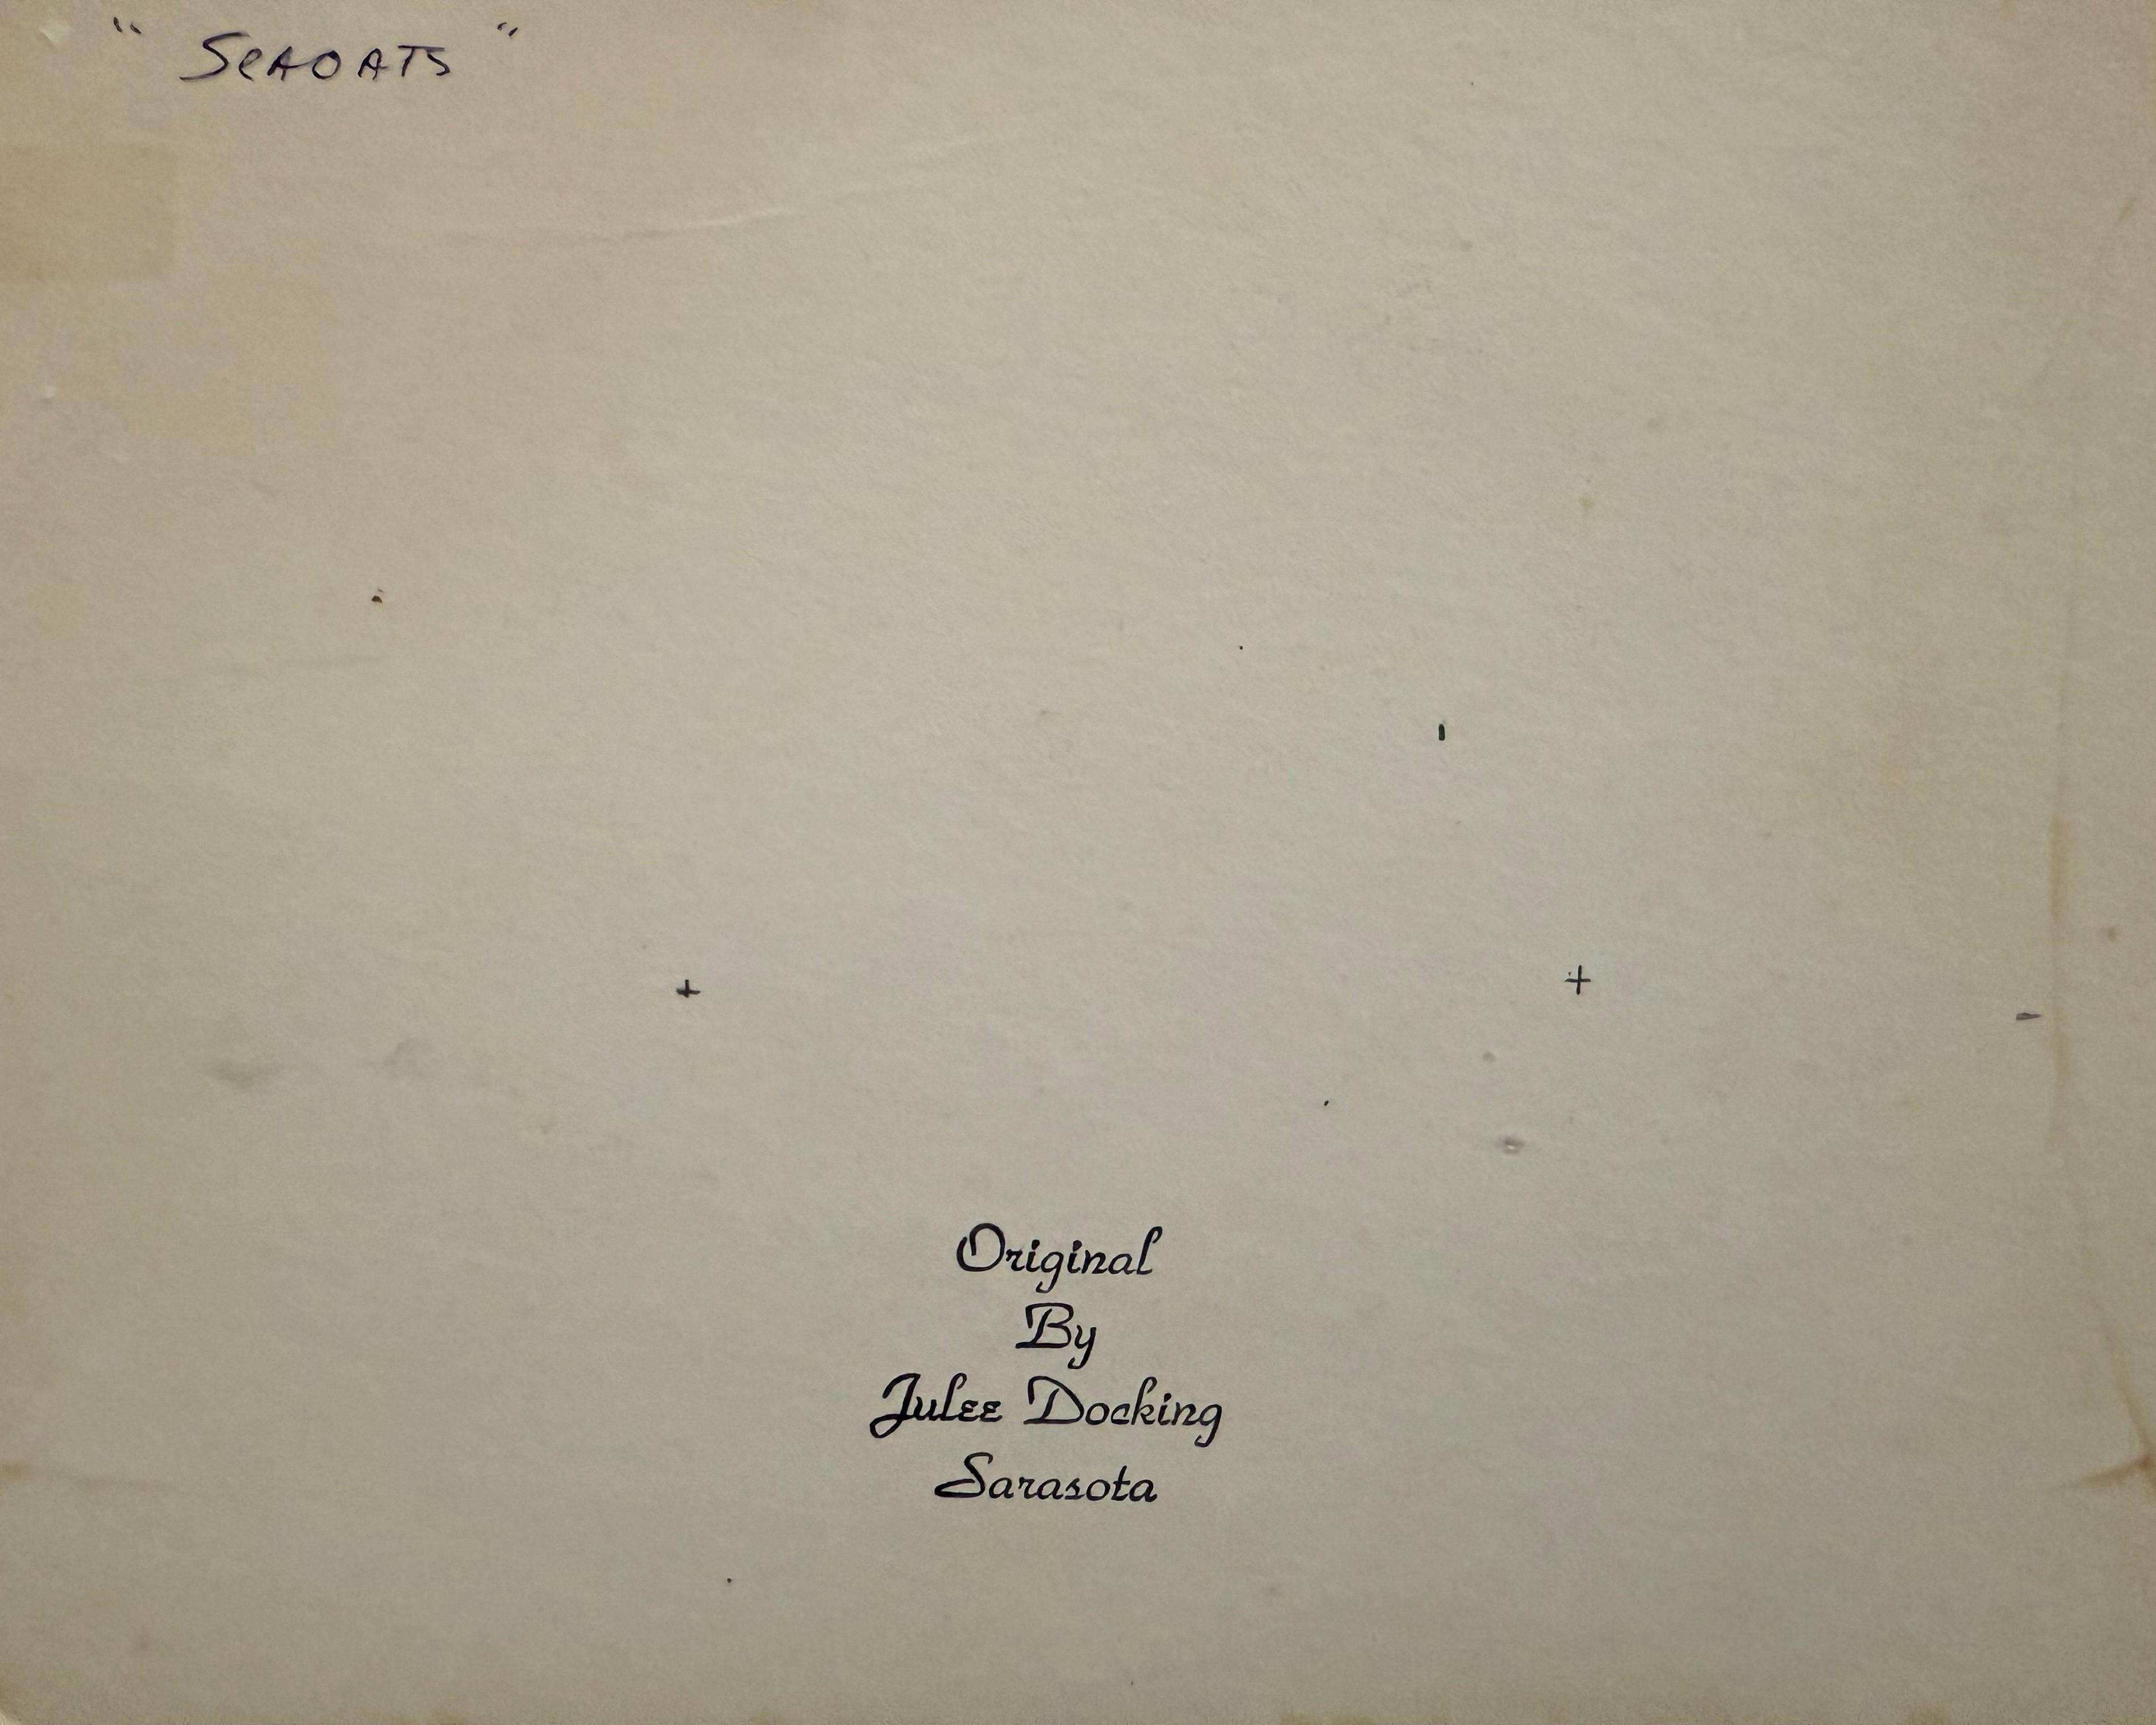 "SeAOATS"
Original
By
Julee Docking
Sarasota